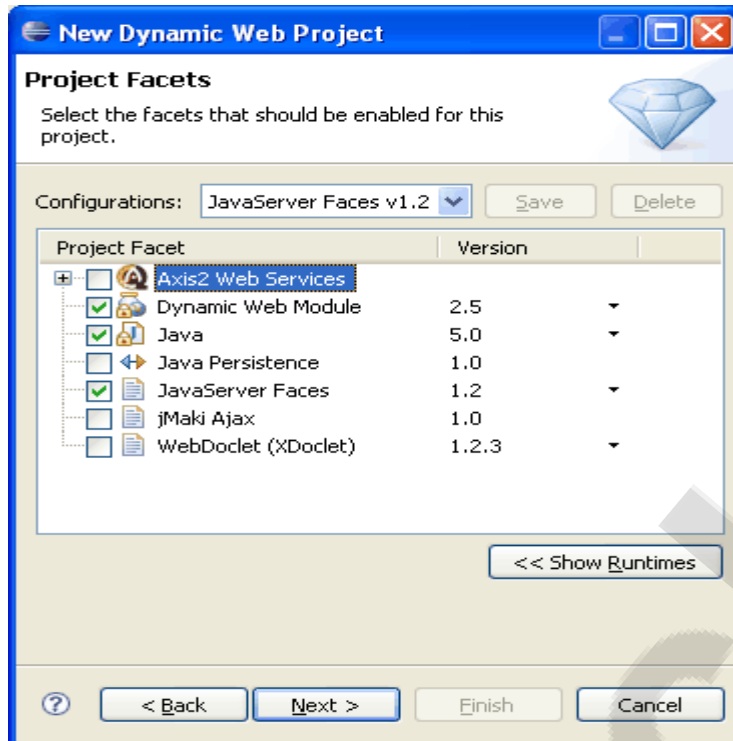 New Dynamic Web Project
Project Facets
Select the facets that should be enabled for this
project.
Configurations: JavaServer Faces v1.2 Save Delete
Project Facet Version
Axis2 Web Services
Dynamic Web Module 2.5
Java 5.0
Java Persistence 1.0
JavaServer Faces 1.2
jMaki Ajax 1.0
WebDoclet (XDoclet) 1.2.3
<< Show Runtimes
? < Back Next > Finish Cancel